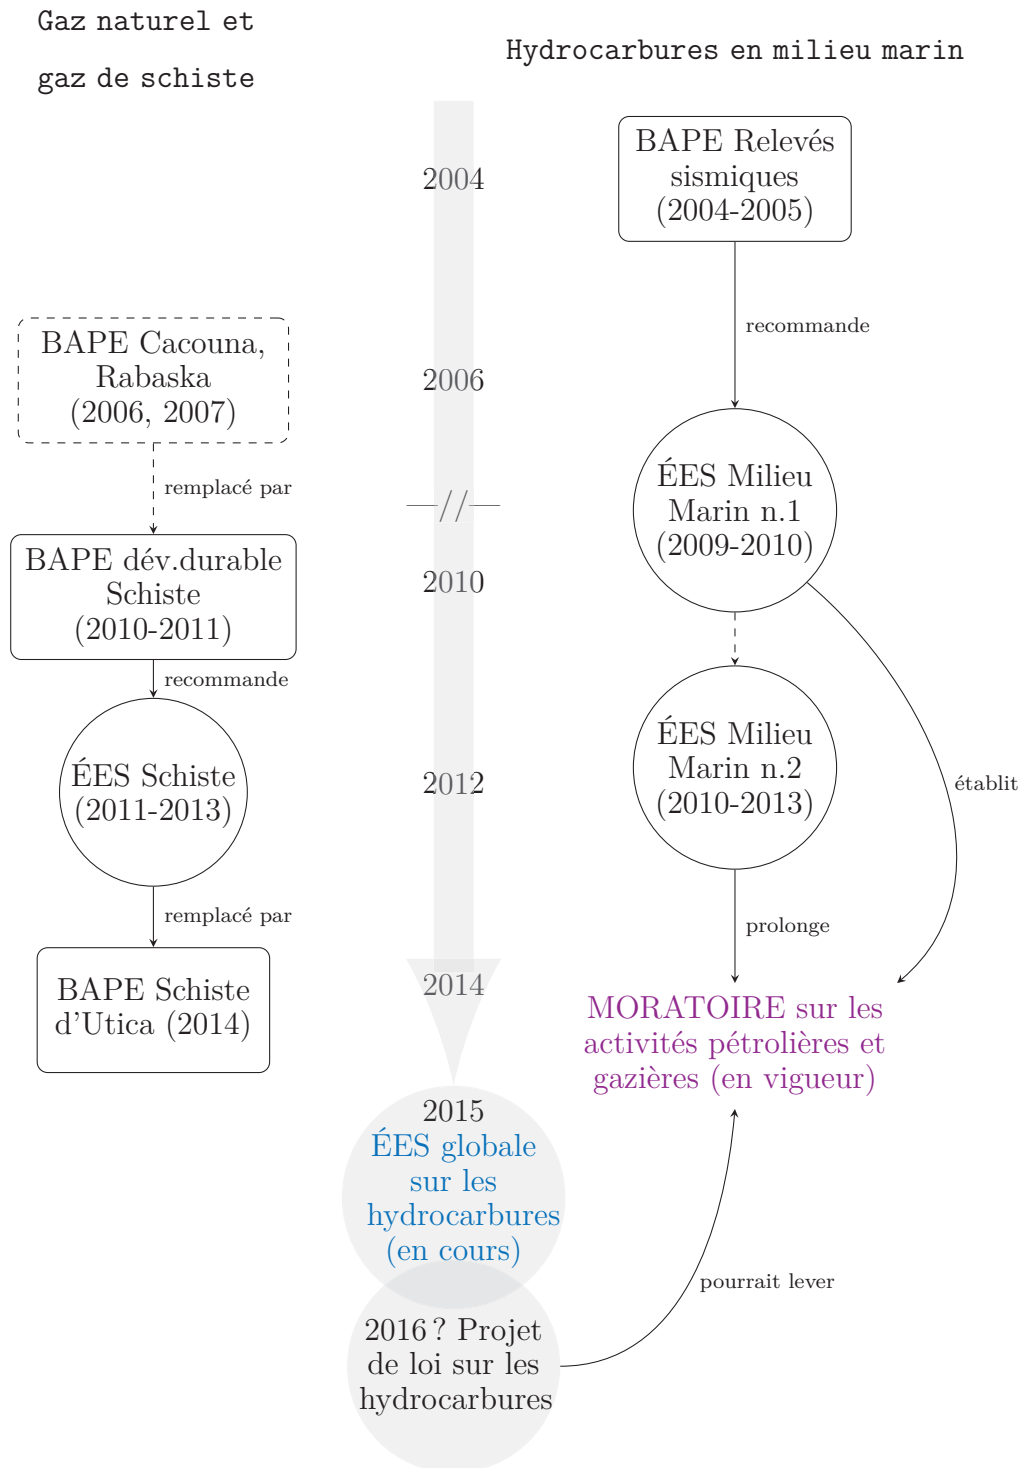 Gaz naturel et
gaz de schiste
Hydrocarbures en milieu marin
2004
2006
—//—
2010
2012
2014
BAPE Cacouna,
Rabaska
(2006, 2007)
remplacé par
BAPE dév.durable
Schiste
(2010-2011)
recommande
ÉES Schiste
(2011-2013)
remplacé par
BAPE Schiste
d'Utica (2014)
BAPE Relevés
sismiques
(2004-2005)
recommande
ÉES Milieu
Marin n.1
(2009-2010)
ÉES Milieu
Marin n.2
(2010-2013)
établit
prolonge
MORATOIRE sur les
activités pétrolières et
gazières (en vigueur)
2015
ÉES globale
sur les
hydrocarbures
(en cours)
pourrait lever
2016 ? Projet
de loi sur les
hydrocarbures